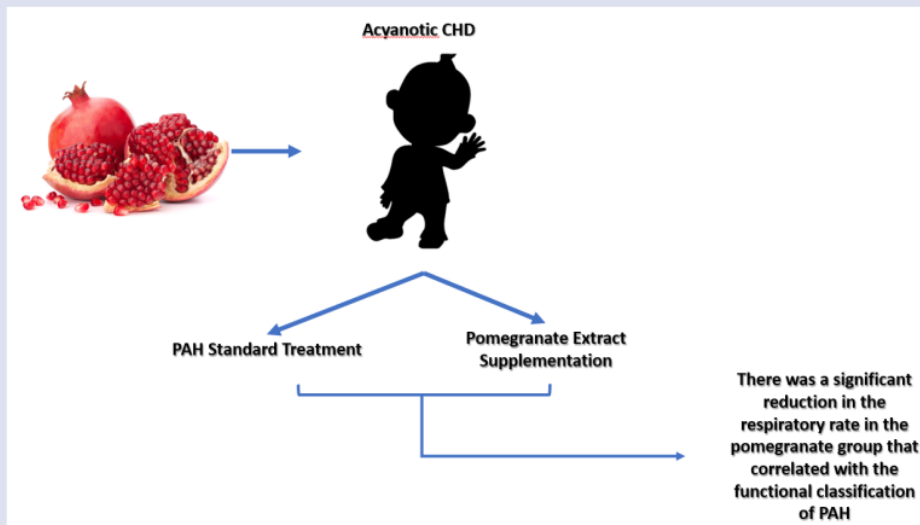 Acyanotic CHD
PAH Standard Treatment
Pomegranate Extract
Supplementation
There was a significant
reduction in the
respiratory rate in the
pomegranate group that
correlated with the
functional classification
of PAH